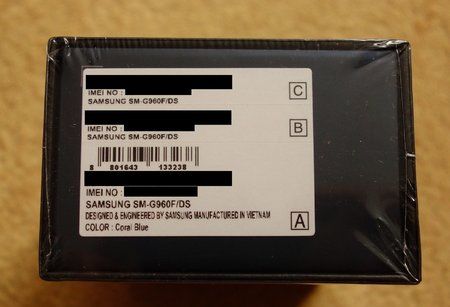 IMEI NO :
C
SAMSUNG SM-G960F/DS
IMEI NO :
B
SAMSUNG SM-G960F/DS
8 801643 133238
IMEI NO :
SAMSUNG SM-G960F/DS
DESIGNED & ENGINEERED BY SAMSUNG MANUFACTURED IN VIETNAM
A
COLOR : Coral Blue